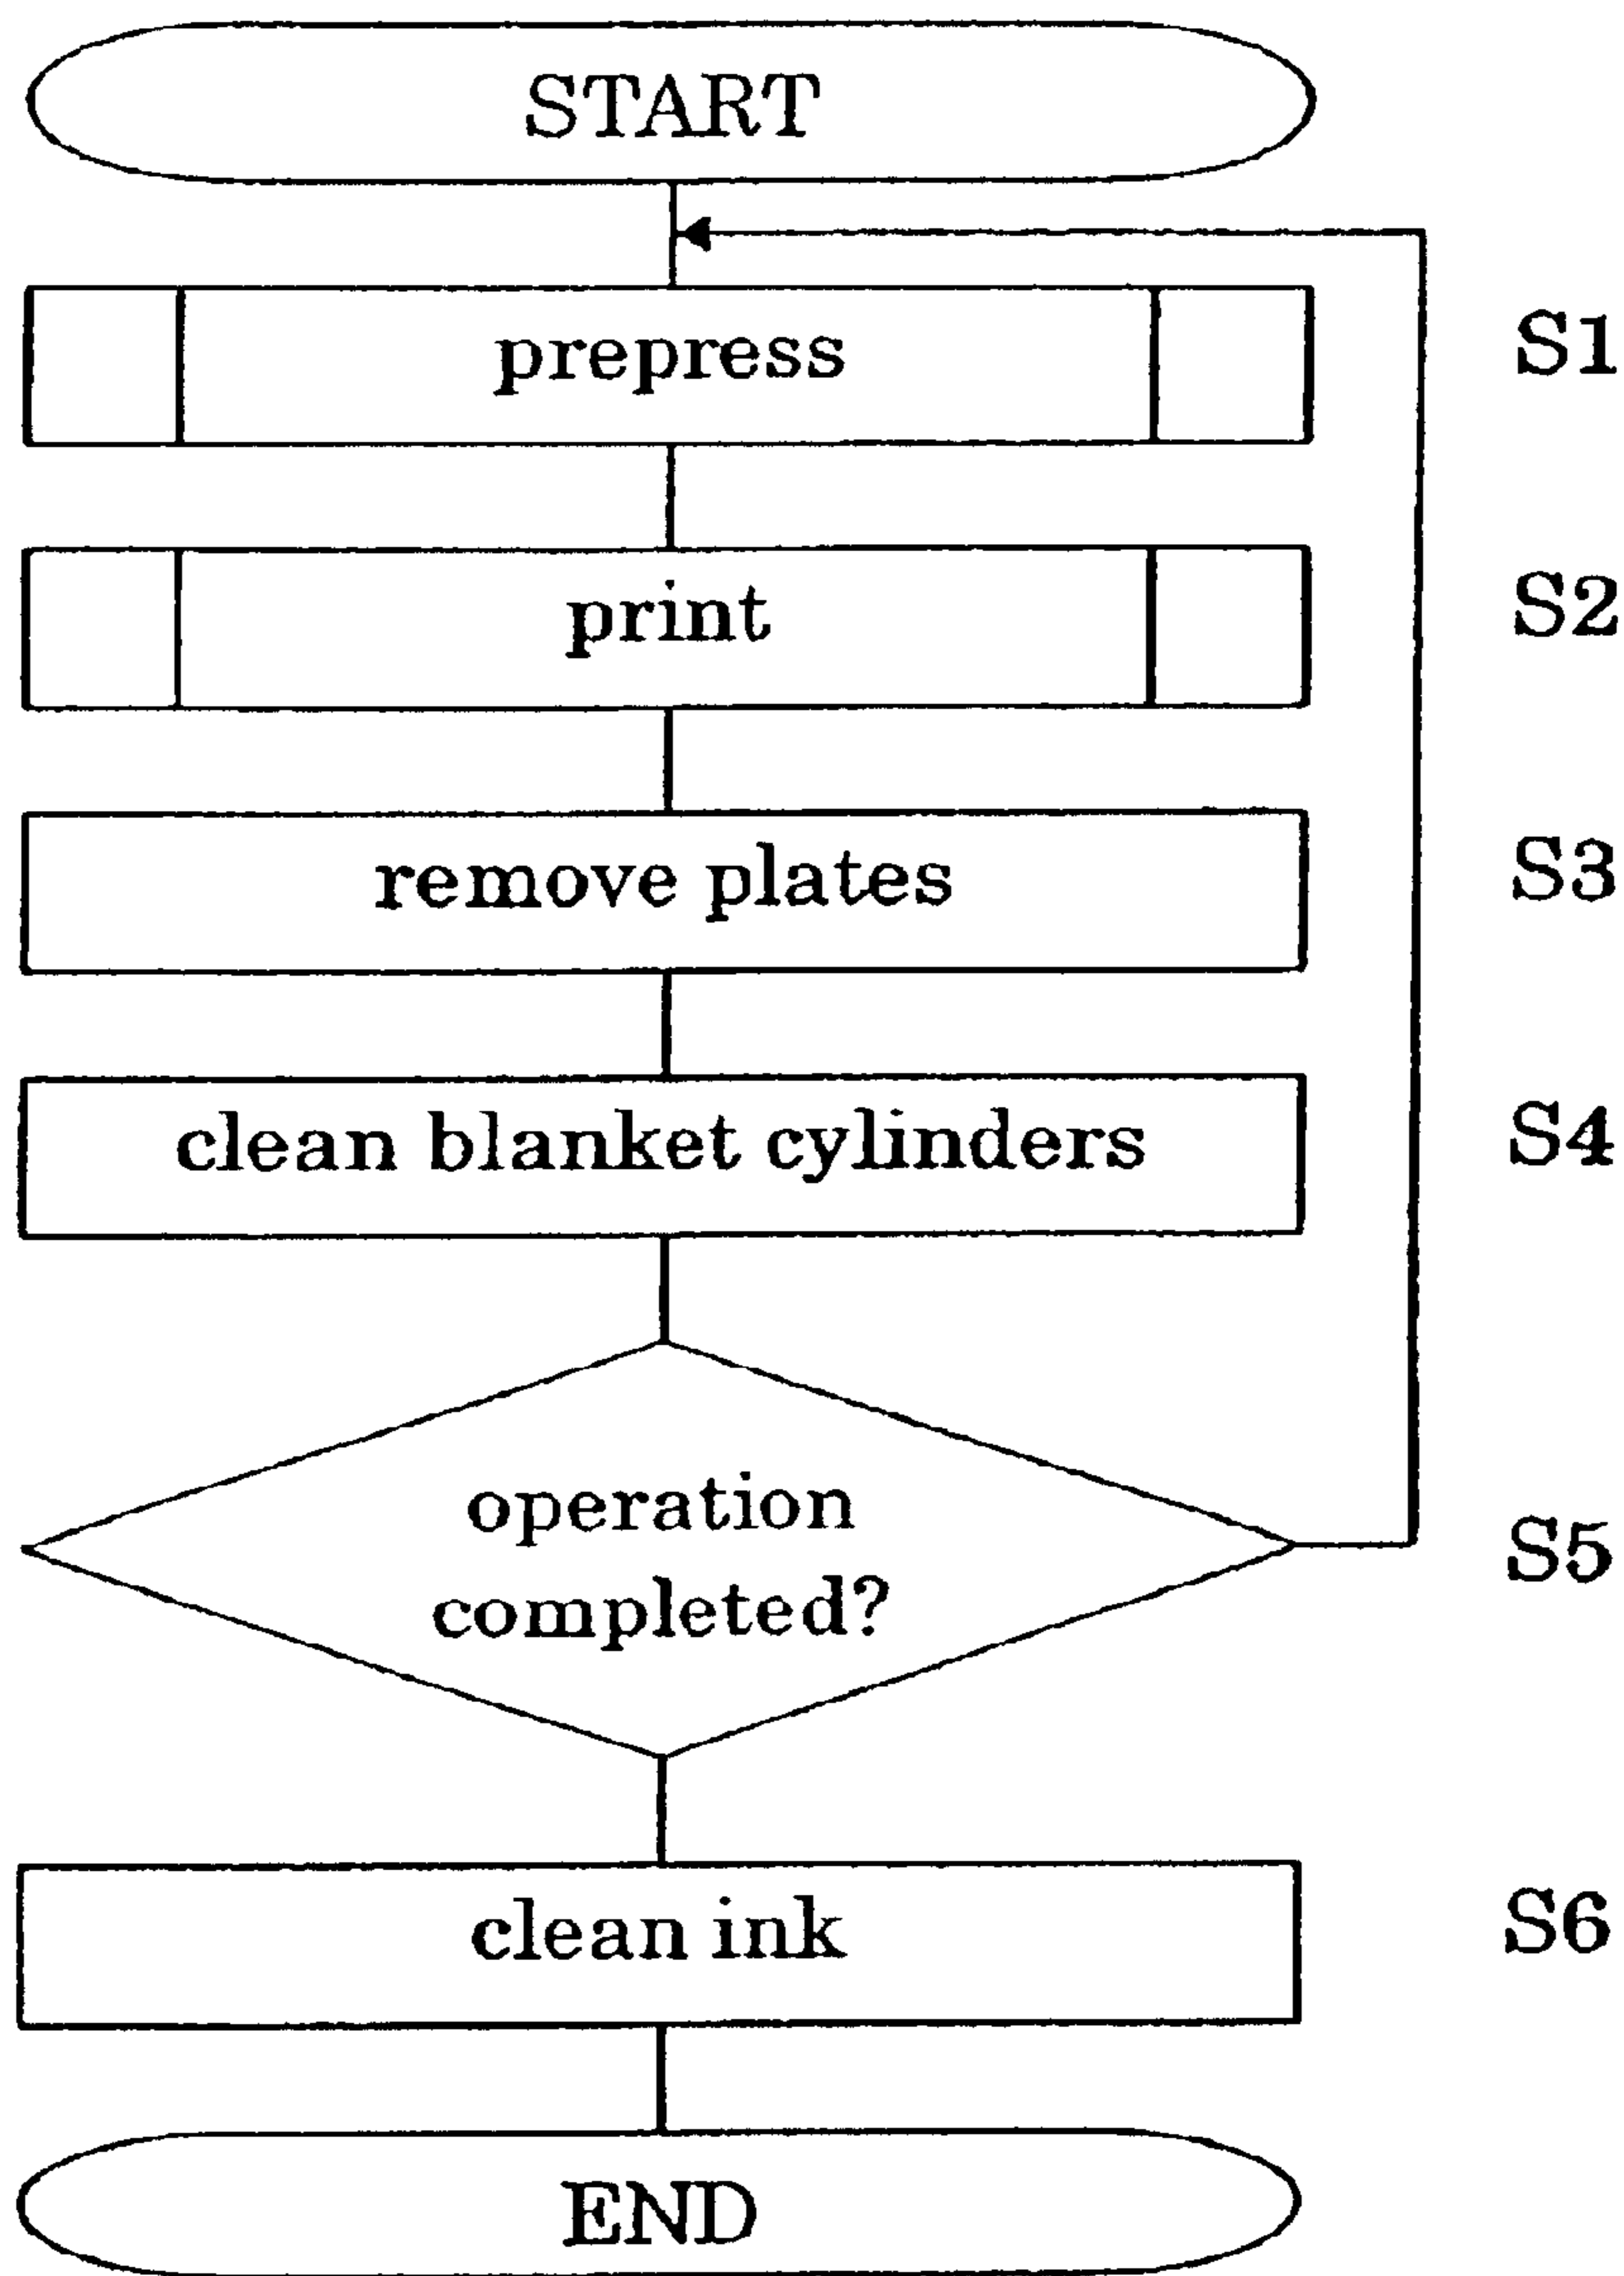 START
prepress
S1
print
S2
remove plates
S3
clean blanket cylinders
S4
operation
completed?
S5
clean ink
S6
END